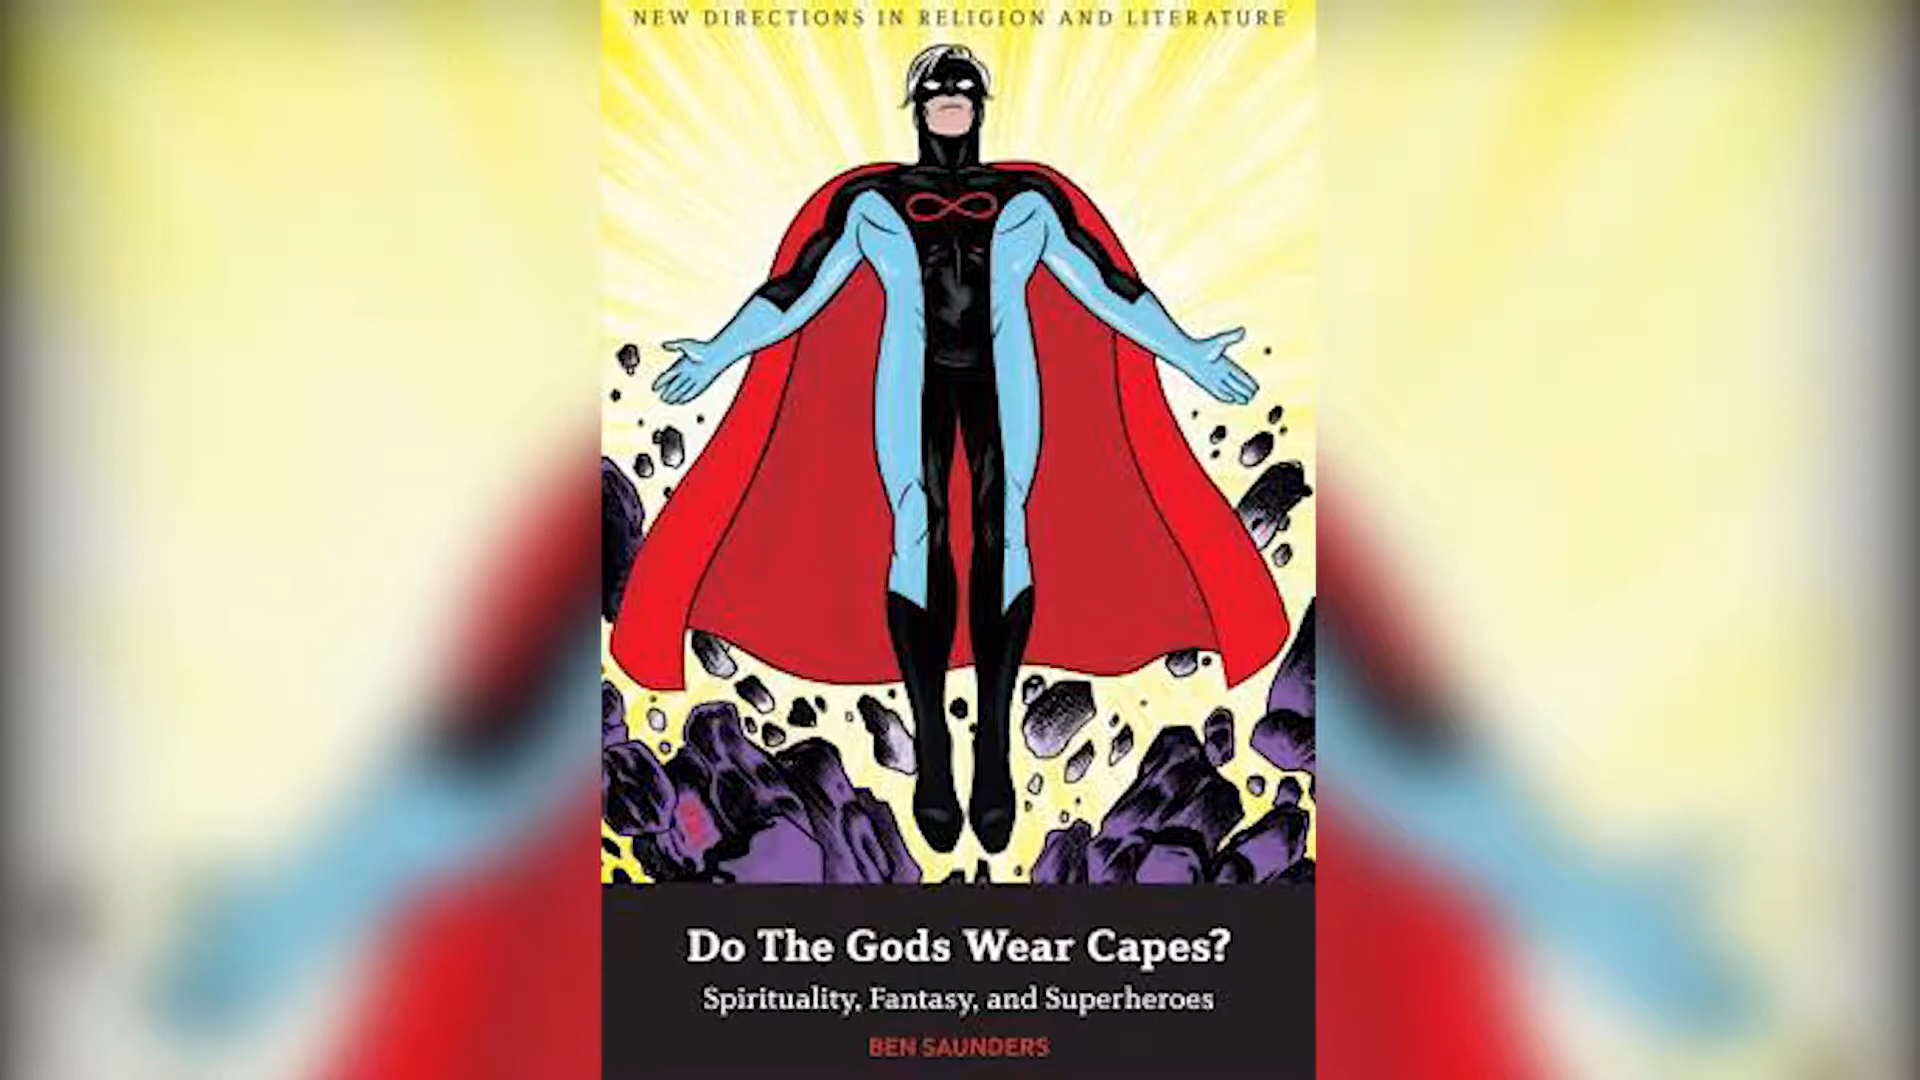 NEW DIRECTIONS IN RELIGION AND LITERATURE
Do The Gods Wear Capes?
Spirituality, Fantasy, and Superheroes
BEN SAUNDERS